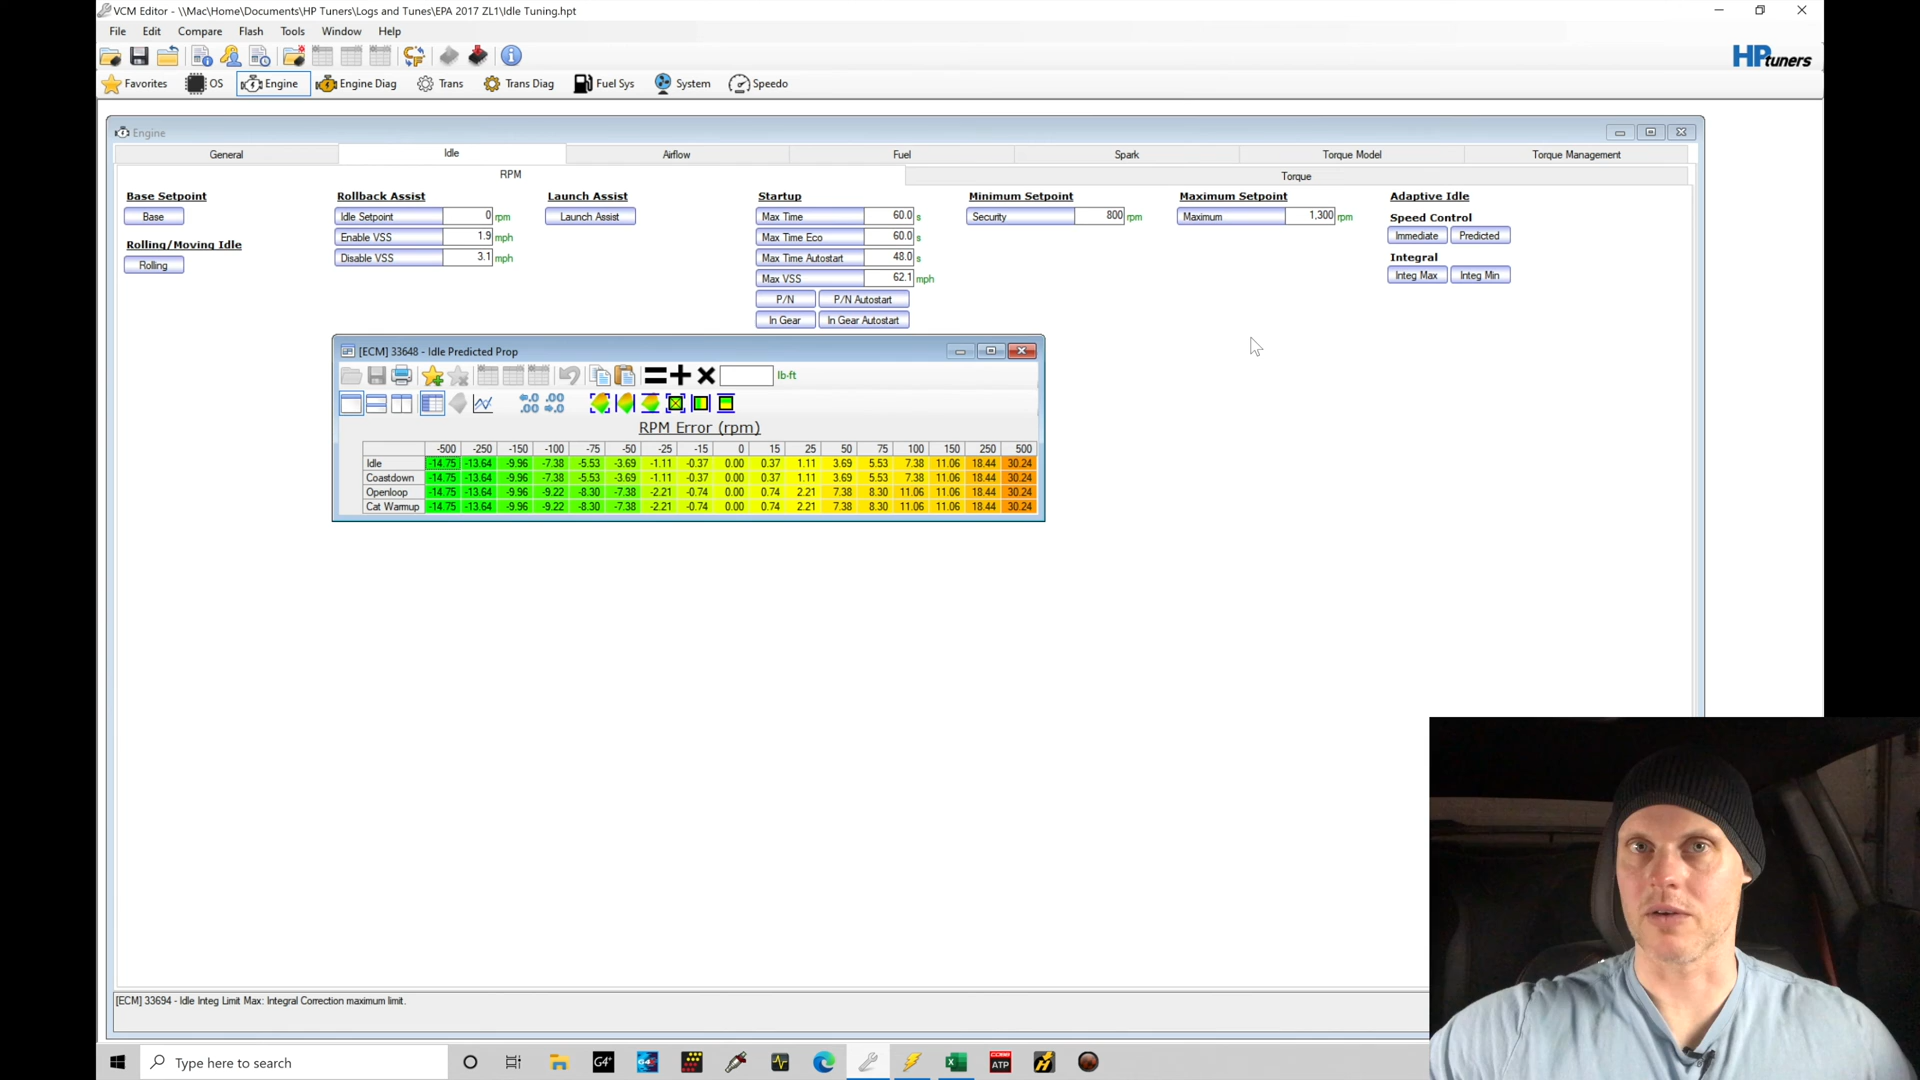 VCM Editor - \\Mac\Home\Documents\HP Tuners\Logs and Tunes\EPA 2017 ZL1\Idle Tuning.hpt
File Edit Compare Flash Tools Window Help
HPtuners
Favorites OS Engine Engine Diag Trans Trans Diag Fuel Sys System Speedo
Engine
General Idle Airflow Fuel Spark Torque Model Torque Management
RPM Torque
Base Setpoint Rollback Assist Launch Assist Startup Minimum Setpoint Maximum Setpoint Adaptive Idle
Base Idle Setpoint 0 rpm Launch Assist Max Time 60.0 s Security 800 rpm Maximum 1,300 rpm Speed Control
Enable VSS 1.9 mph Max Time Eco 60.0 s Immediate Predicted
Rolling/Moving Idle
Rolling Disable VSS 3.1 mph Max Time Autostart 48.0 s Integral
Max VSS 62.1 mph Integ Max Integ Min
P/N P/N Autostart
In Gear In Gear Autostart
[ECM] 33648 - Idle Predicted Prop
lb-ft
RPM Error (rpm)
-500 -250 -150 -100 -75 -50 -25 -15 0 15 25 50 75 100 150 250 500
Idle -14.75 -13.64 -9.96 -7.38 -5.53 -3.69 -1.11 -0.37 0.00 0.37 1.11 3.69 5.53 7.38 11.06 18.44 30.24
Coastdown -14.75 -13.64 -9.96 -7.38 -5.53 -3.69 -1.11 -0.37 0.00 0.37 1.11 3.69 5.53 7.38 11.06 18.44 30.24
Openloop -14.75 -13.64 -9.96 -9.22 -8.30 -7.38 -2.21 -0.74 0.00 0.74 2.21 7.38 8.30 11.06 11.06 18.44 30.24
Cat Warmup -14.75 -13.64 -9.96 -9.22 -8.30 -7.38 -2.21 -0.74 0.00 0.74 2.21 7.38 8.30 11.06 11.06 18.44 30.24
[ECM] 33694 - Idle Integ Limit Max: Integral Correction maximum limit.
Type here to search
G4+
COBB
ATP